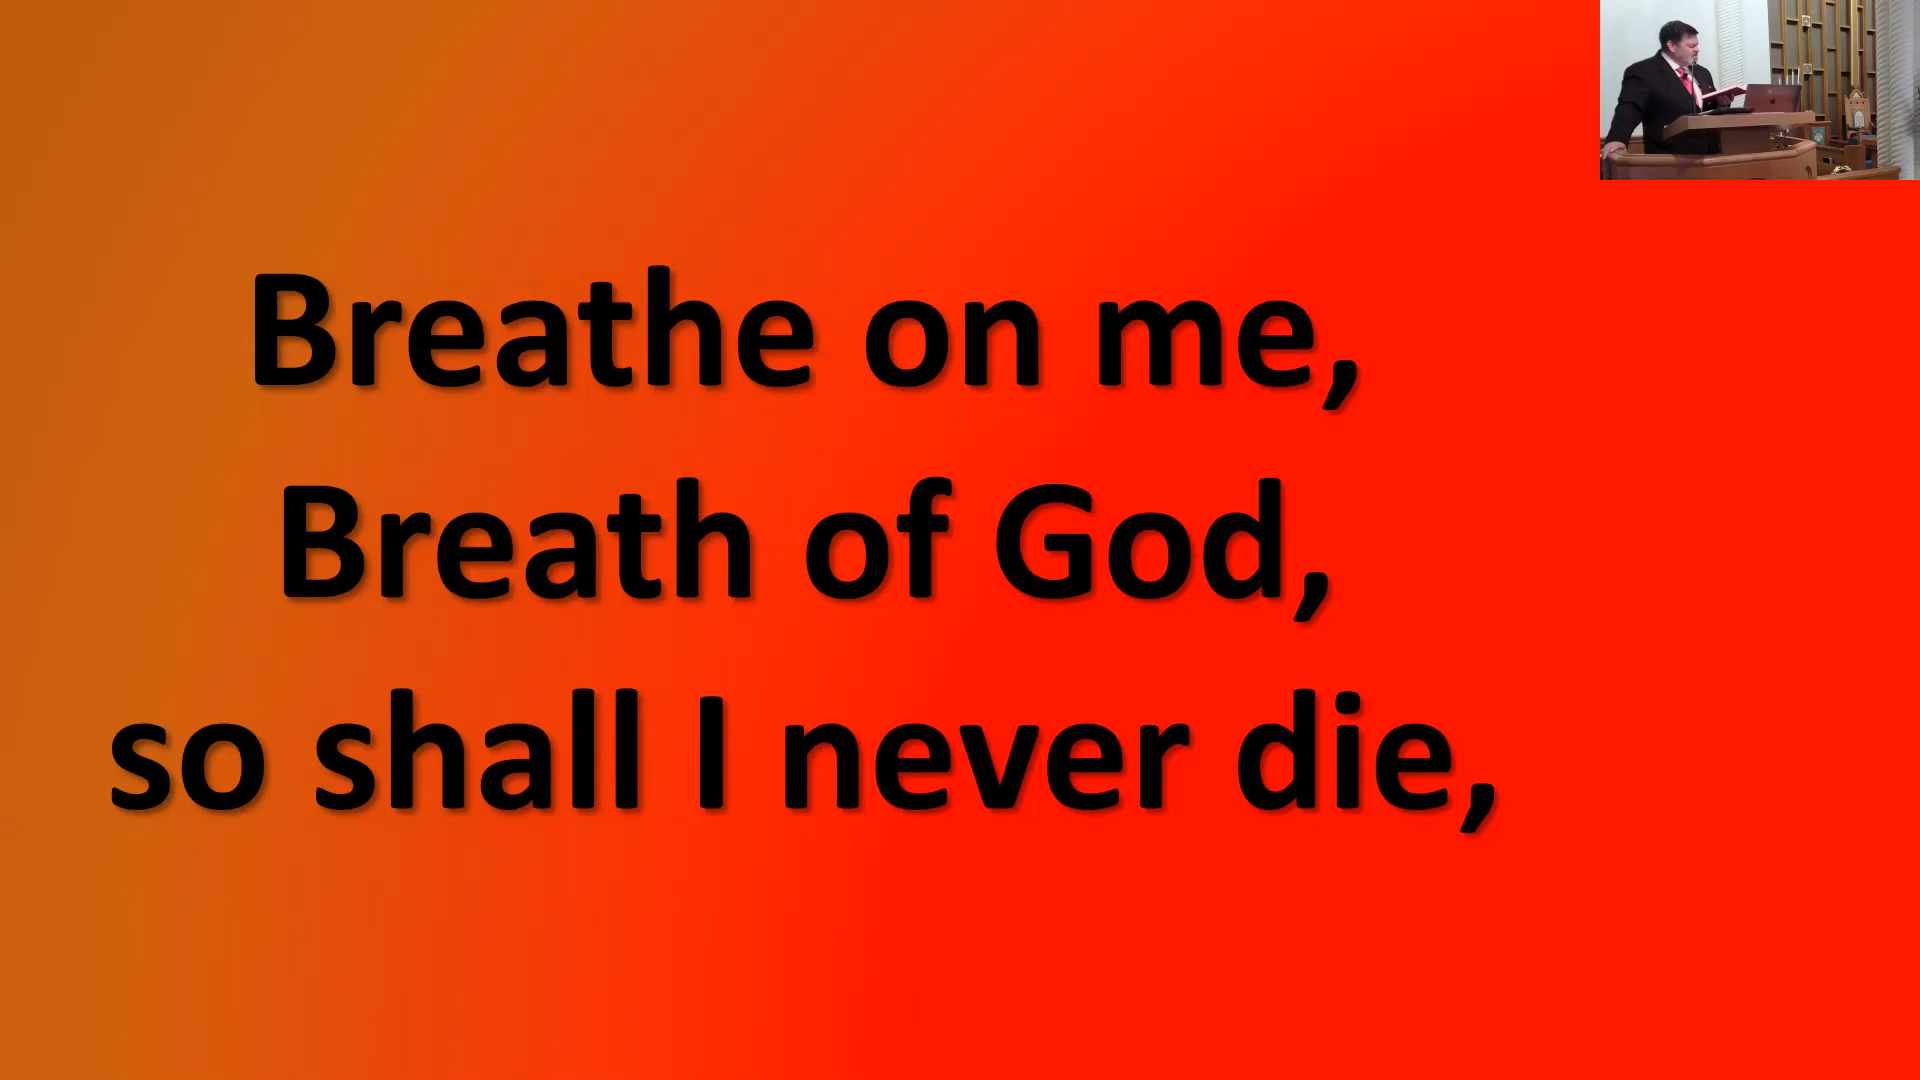 Breathe on me,
Breath of God,
so shall I never die,